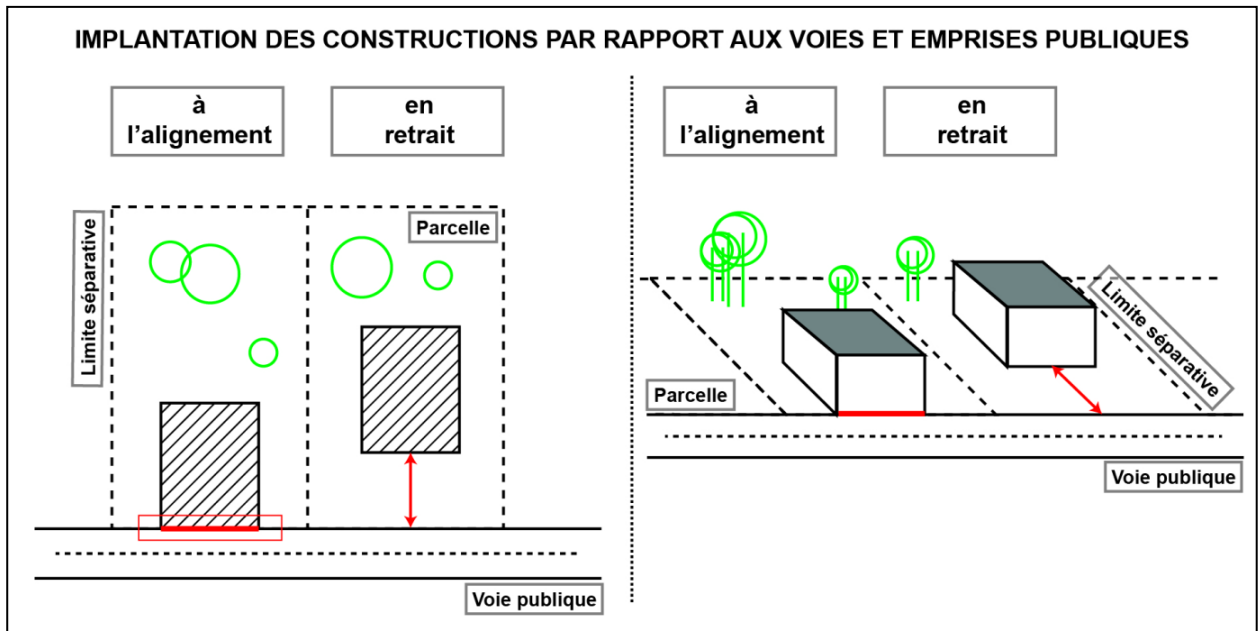 IMPLANTATION DES CONSTRUCTIONS PAR RAPPORT AUX VOIES ET EMPRISES PUBLIQUES
à
l'alignement
en
retrait
Limite séparative
Parcelle
Voie publique
à
l'alignement
en
retrait
Limite séparative
Parcelle
Voie publique